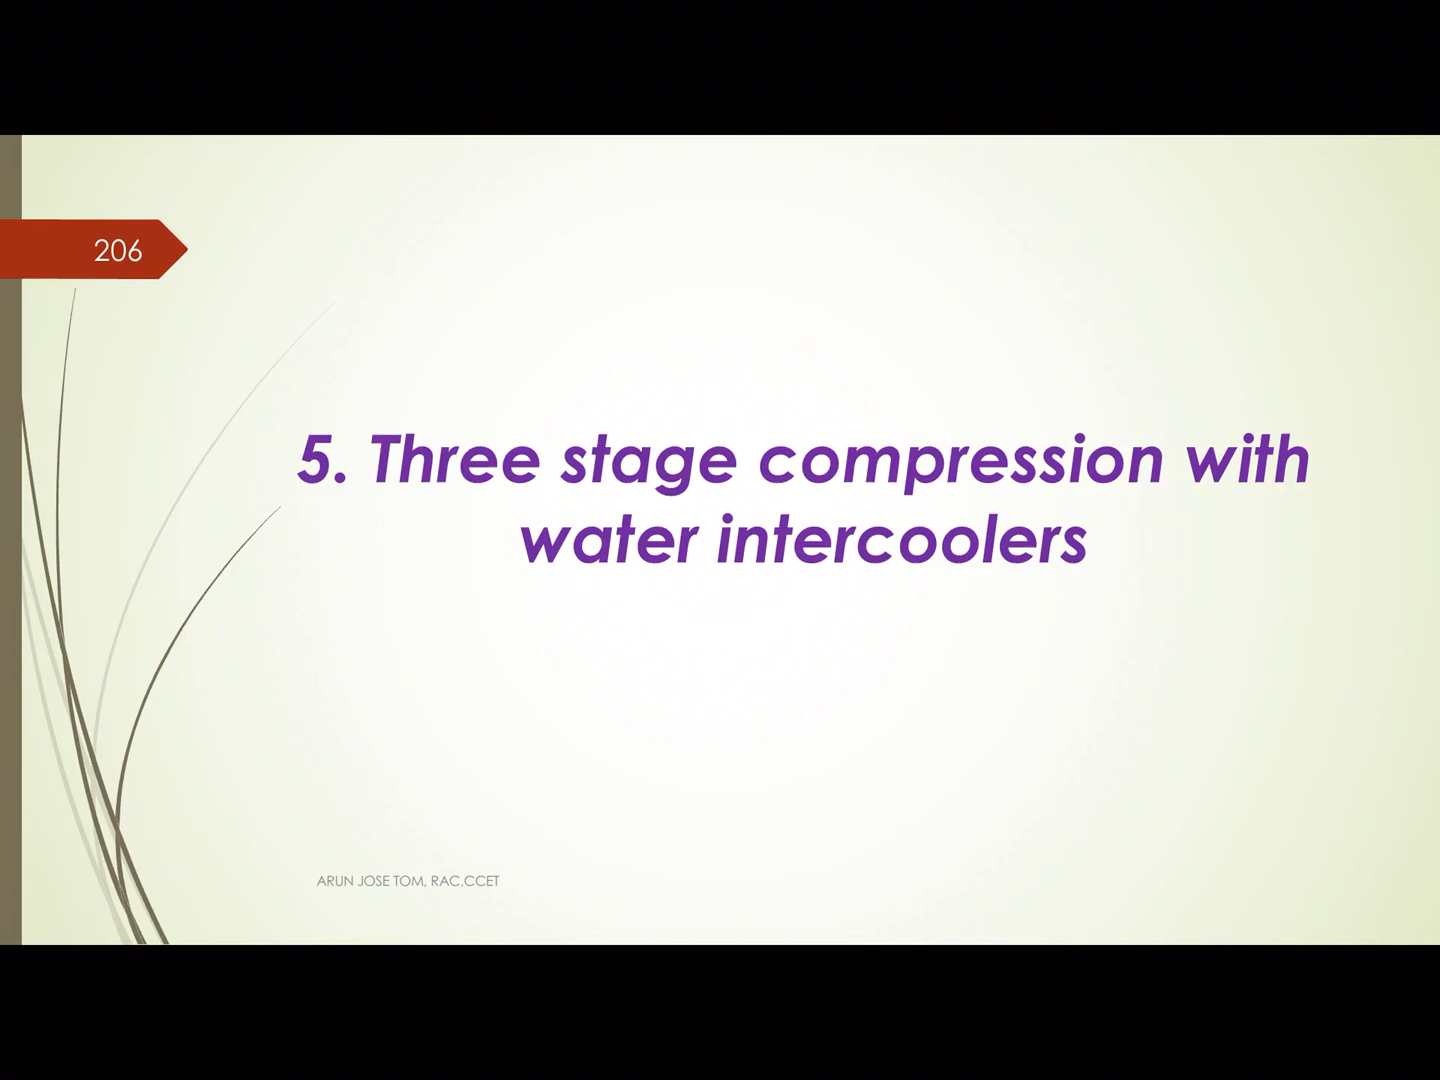 206
5. Three stage compression with
water intercoolers
ARUN JOSE TOM, RAC,CCET